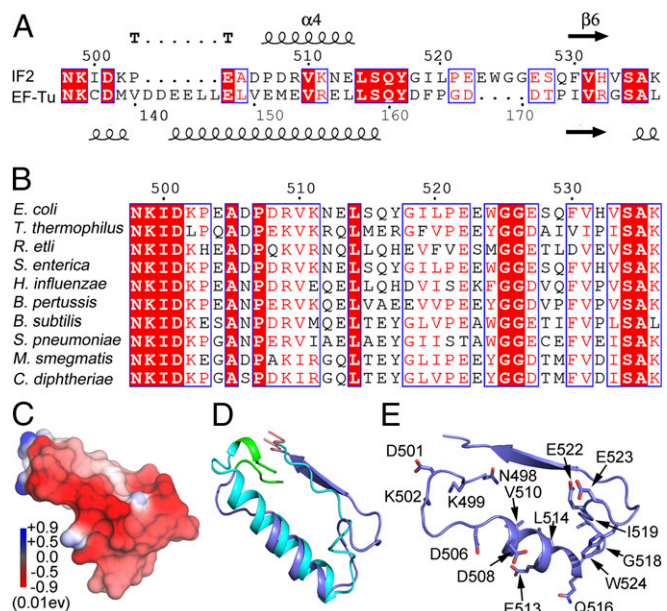 A
T......T
α4
β6
500 510 520 530
IF2 NKIDKP......EADPDRVKNELSQYGILPEEWGGESQFVHVSAK
EF-Tu NKCDMVDDEELLELVEMEVRELLSQYDFPGD....DTPIVRGSAK
140 150 160 170
B
500 510 520 530
E. coli NKIDKPEADPDRVKNELSQYGILPEEWGGESQFVHVSAK
T. thermophilus NKIDLPQADPEKVKRQLMERGFVPEEWGGDAIVIPISAK
R. etli NKIDKHEADPQKVRNQLLQHEVFVESMGGETLDVEVSAK
S. enterica NKIDKPEADPDRVKNELSQYGILPEEWGGESQFVHVSAK
H. influenzae NKIDKPEANPDRVEQELLQHDVISEKFGGDVQFVPVSAK
B. pertussis NKIDKPEANPERVKQELVAEEVVPEEYGGDVPFVPVSAK
B. subtilis NKIDKESANPDRVMQELTEYGLVPEAWGGETIFVPLSAL
S. pneumoniae NKIDKPGANPERVIAELAEYGIISTAWGGECEFVEISAK
M. smegmatis NKIDKEGADPAKIRGQLTEYGLIPEEYGGDTMFVDISAK
C. diphtheriae NKIDKPGASPDKIRGQLTEYGLVPEEYGGDTMFVDISAK
C
+0.9
+0.5
0.0
-0.5
-0.9
(0.01ev)
D
E
E522
E523
D501
N498
K499
V510
K502
L514
I519
D506
G518
D508
W524
E513
Q516